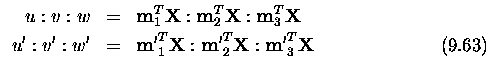 u : v : w = m₁ᵀX : m₂ᵀX : m₃ᵀX
u′ : v′ : w′ = m′₁ᵀX : m′₂ᵀX : m′₃ᵀX (9.63)